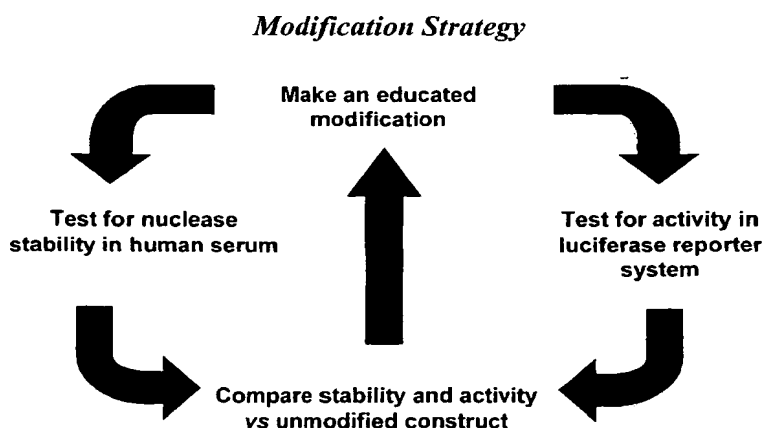 Modification Strategy
Make an educated
modification
Test for nuclease
stability in human serum
Test for activity in
luciferase reporter
system
Compare stability and activity
vs unmodified construct